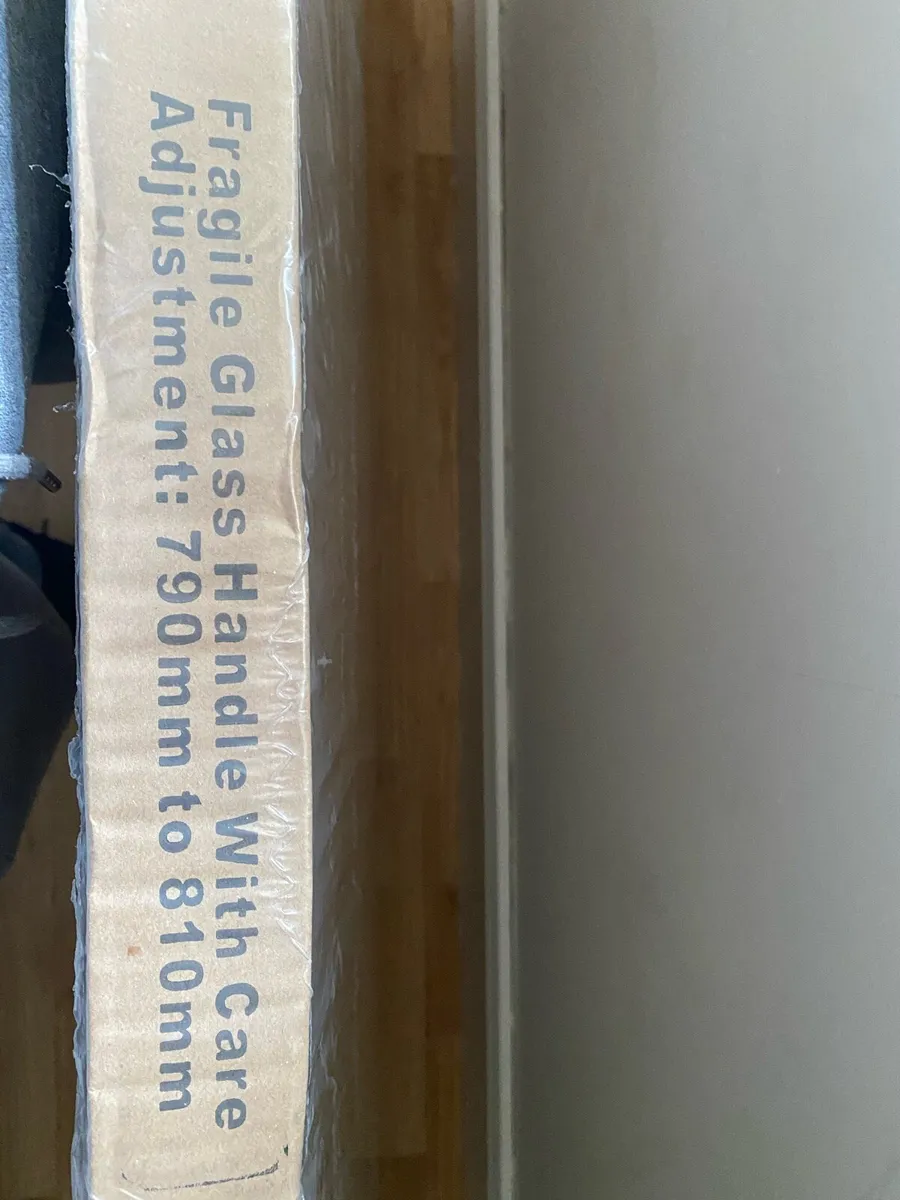 Fragile Glass Handle With Care
Adjustment: 790mm to 810mm